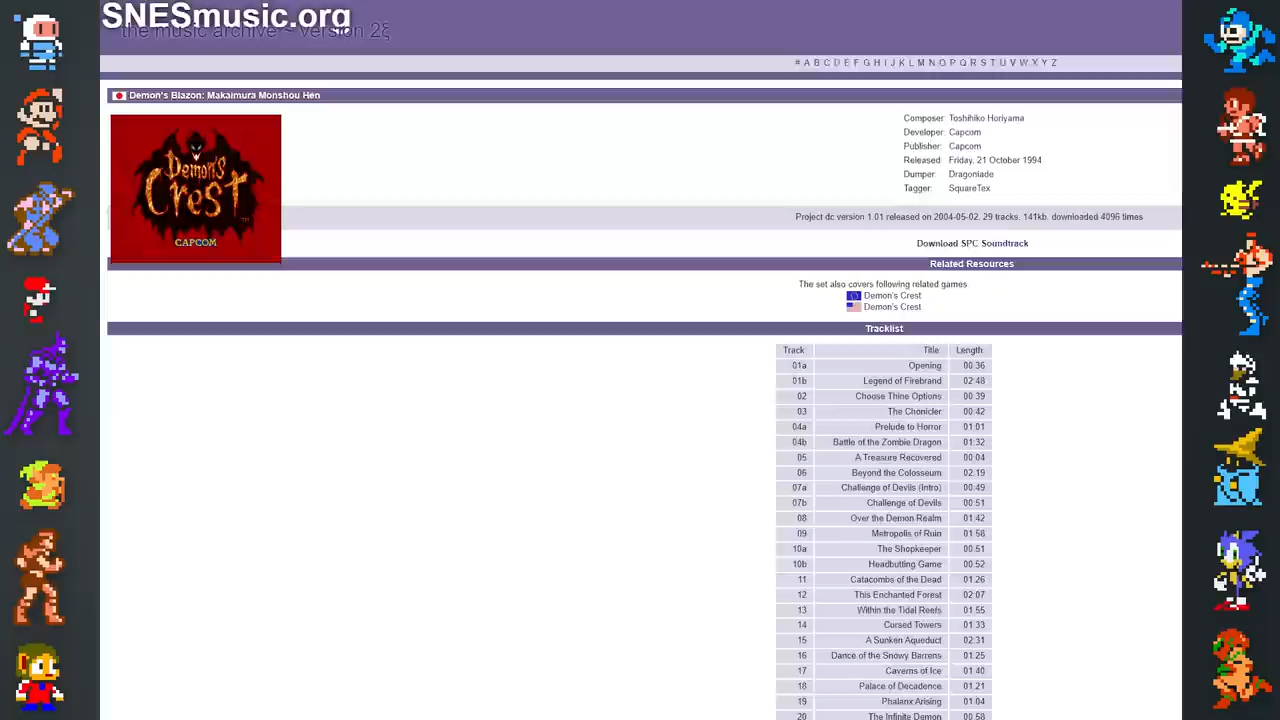 SNESmusic.org
the music archive ~ version 2ξ
# A B C D E F G H I J K L M N O P Q R S T U V W X Y Z
Demon's Blazon: Makaimura Monshou Hen
Demon's Crest
TM
CAPCOM
Composer: Toshihiko Horiyama
Developer: Capcom
Publisher: Capcom
Released: Friday, 21 October 1994
Dumper: Dragoniade
Tagger: SquareTex
Project dc.version 1.01 released on 2004-05-02. 29 tracks. 141kb. downloaded 4096 times
Download SPC Soundtrack
Related Resources
The set also covers following related games
Demon's Crest
Demon's Crest
Tracklist
Track: Title: Length:
01a Opening 00:36
01b Legend of Firebrand 02:48
02 Choose Thine Options 00:39
03 The Chonicler 00:42
04a Prelude to Horror 01:01
04b Battle of the Zombie Dragon 01:32
05 A Treasure Recovered 00:04
06 Beyond the Colosseum 02:19
07a Challenge of Devils (Intro) 00:49
07b Challenge of Devils 00:51
08 Over the Demon Realm 01:42
09 Metropolis of Ruin 01:58
10a The Shopkeeper 00:51
10b Headbutting Game 00:52
11 Catacombs of the Dead 01:26
12 This Enchanted Forest 02:07
13 Within the Tidal Reefs 01:55
14 Cursed Towers 01:33
15 A Sunken Aqueduct 02:31
16 Dance of the Snowy Barrens 01:25
17 Caverns of Ice 01:40
18 Palace of Decadence 01:21
19 Phalanx Arising 01:04
20 The Infinite Demon 00:58